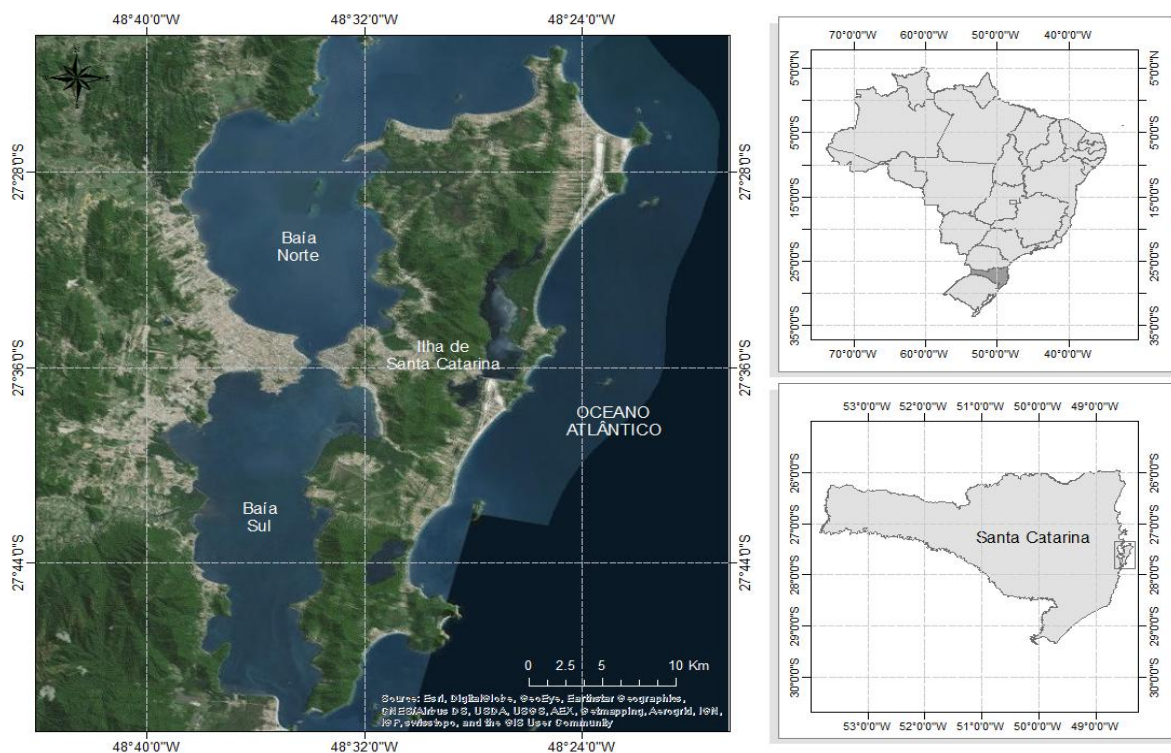 48°40'0"W 48°32'0"W 48°24'0"W
27°28'0"S 27°28'0"S
Baía
Norte
Ilha de
Santa Catarina
27°36'0"S 27°36'0"S
OCEANO
ATLÂNTICO
Baía
Sul
27°44'0"S 27°44'0"S
0 2.5 5 10 Km
Source: Esri, DigitalGlobe, GeoEye, Earthstar Geographics,
CNES/Airbus DS, USDA, USGS, AEX, Getmapping, Aerogrid, IGN,
IGP, swisstopo, and the GIS User Community
48°40'0"W 48°32'0"W 48°24'0"W
70°0'0"W 60°0'0"W 50°0'0"W 40°0'0"W
5°0'0"N 5°0'0"N
5°0'0"S 5°0'0"S
15°0'0"S 15°0'0"S
25°0'0"S 25°0'0"S
35°0'0"S 35°0'0"S
70°0'0"W 60°0'0"W 50°0'0"W 40°0'0"W
53°0'0"W 52°0'0"W 51°0'0"W 50°0'0"W 49°0'0"W
26°0'0"S 26°0'0"S
27°0'0"S 27°0'0"S
Santa Catarina
28°0'0"S 28°0'0"S
29°0'0"S 29°0'0"S
30°0'0"S 30°0'0"S
53°0'0"W 52°0'0"W 51°0'0"W 50°0'0"W 49°0'0"W